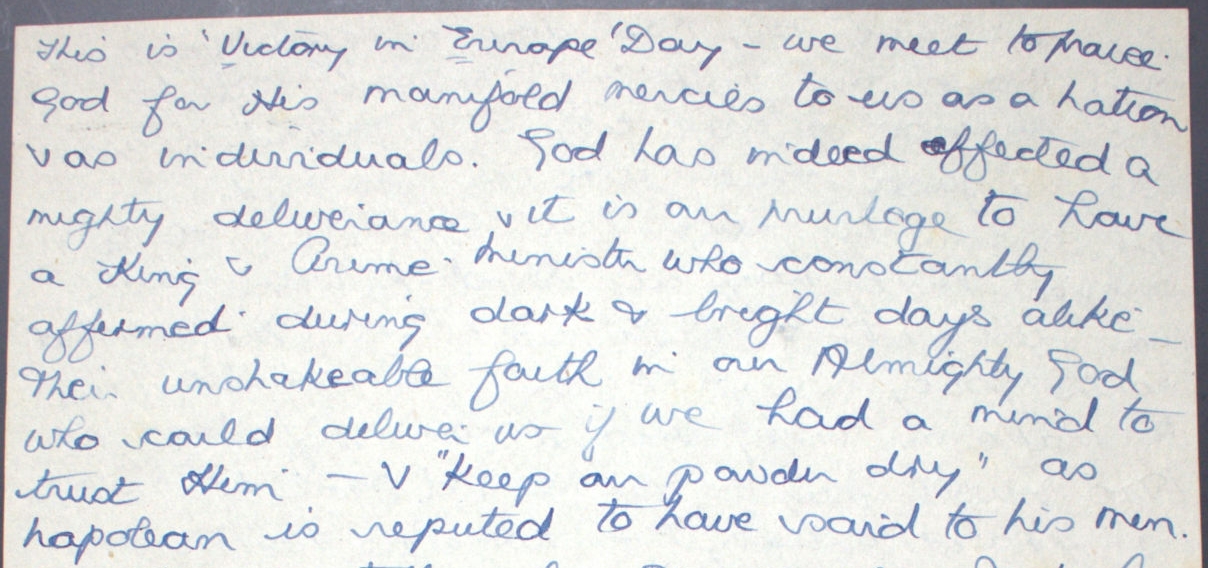 This is 'Victory in Europe' Day - we meet to praise
God for His manifold mercies to us as a nation
& as individuals. God has indeed effected a
mighty deliverance & it is our privilege to have
a King & Prime-Minister who constantly
affirmed during dark & bright days alike -
their unshakeable faith in our Almighty God
who could deliver us if we had a mind to
trust Him - & "keep our powder dry" as
Napolean is reputed to have said to his men.